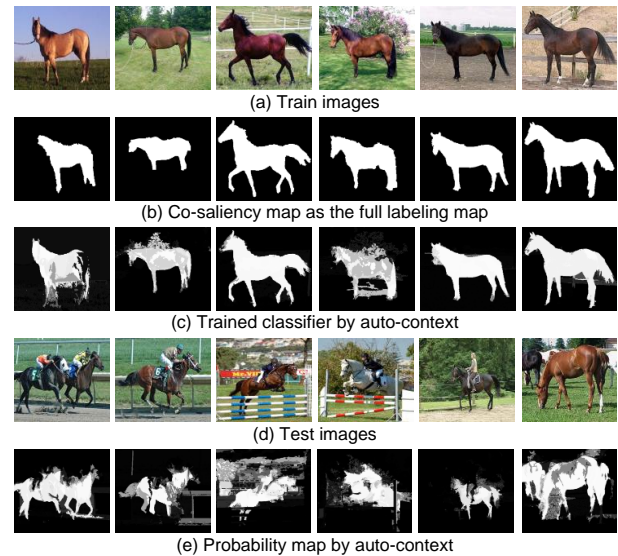 (a) Train images
(b) Co-saliency map as the full labeling map
(c) Trained classifier by auto-context
(d) Test images
(e) Probability map by auto-context